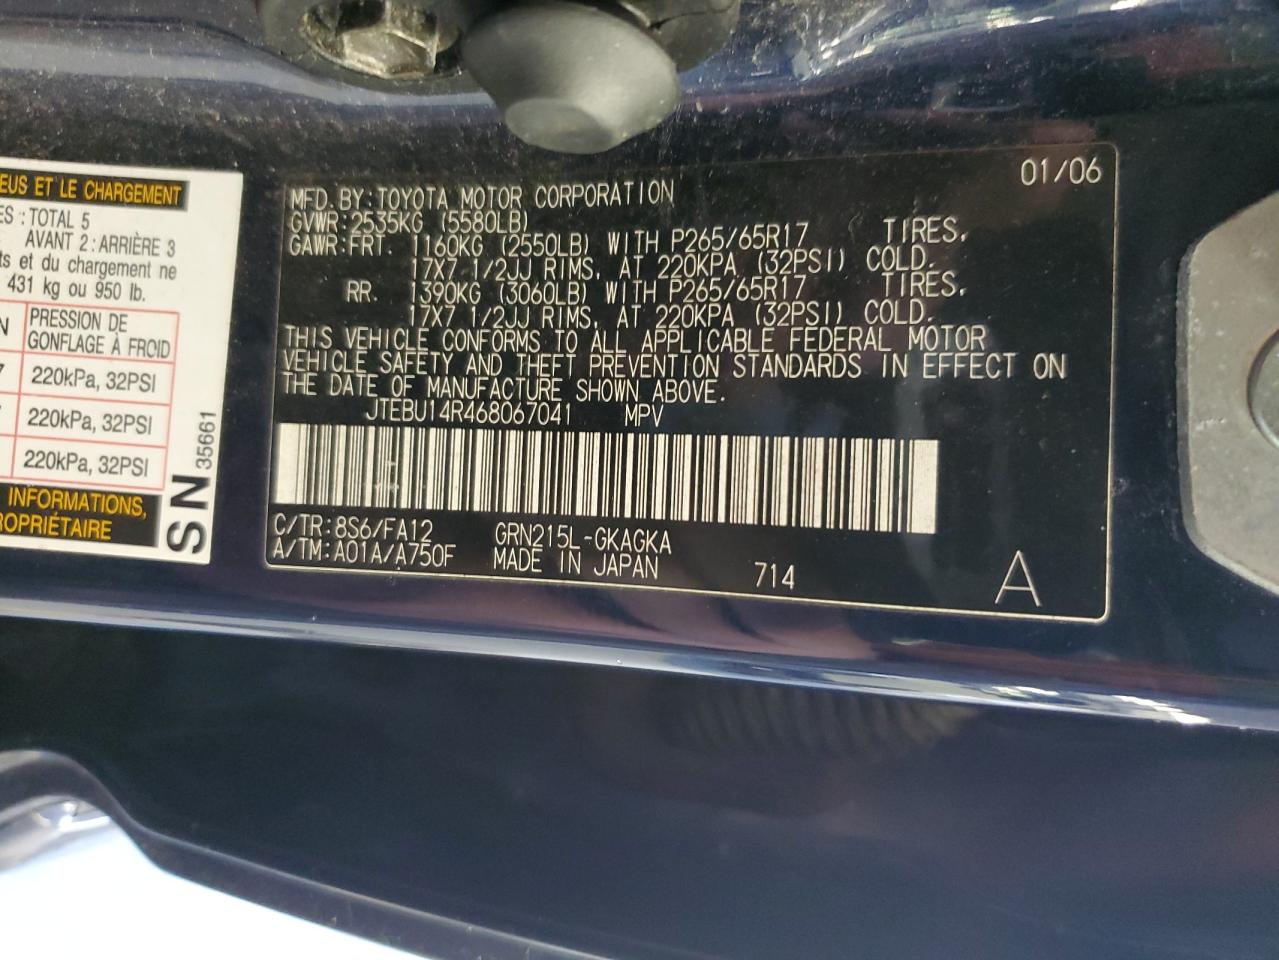 EUS ET LE CHARGEMENT
ES : TOTAL 5
AVANT 2 : ARRIÈRE 3
ts et du chargement ne
431 kg ou 950 lb.
N
PRESSION DE
GONFLAGE À FROID
7
220kPa, 32PSI
220kPa, 32PSI
220kPa, 32PSI
INFORMATIONS,
ROPRIÉTAIRE
SN 35661
01/06
MFD.BY:TOYOTA MOTOR CORPORATION
GVWR:2535KG (5580LB)
GAWR:FRT. 1160KG (2550LB) WITH P265/65R17 TIRES,
17X7 1/2JJ RIMS, AT 220KPA (32PSI) COLD.
RR. 1390KG (3060LB) WITH P265/65R17 TIRES,
17X7 1/2JJ RIMS, AT 220KPA (32PSI) COLD.
THIS VEHICLE CONFORMS TO ALL APPLICABLE FEDERAL MOTOR
VEHICLE SAFETY AND THEFT PREVENTION STANDARDS IN EFFECT ON
THE DATE OF MANUFACTURE SHOWN ABOVE.
JTEBU14R468067041 MPV
C/TR:8S6/FA12 GRN215L-GKAGKA
A/TM:A01A/A750F MADE IN JAPAN 714 A